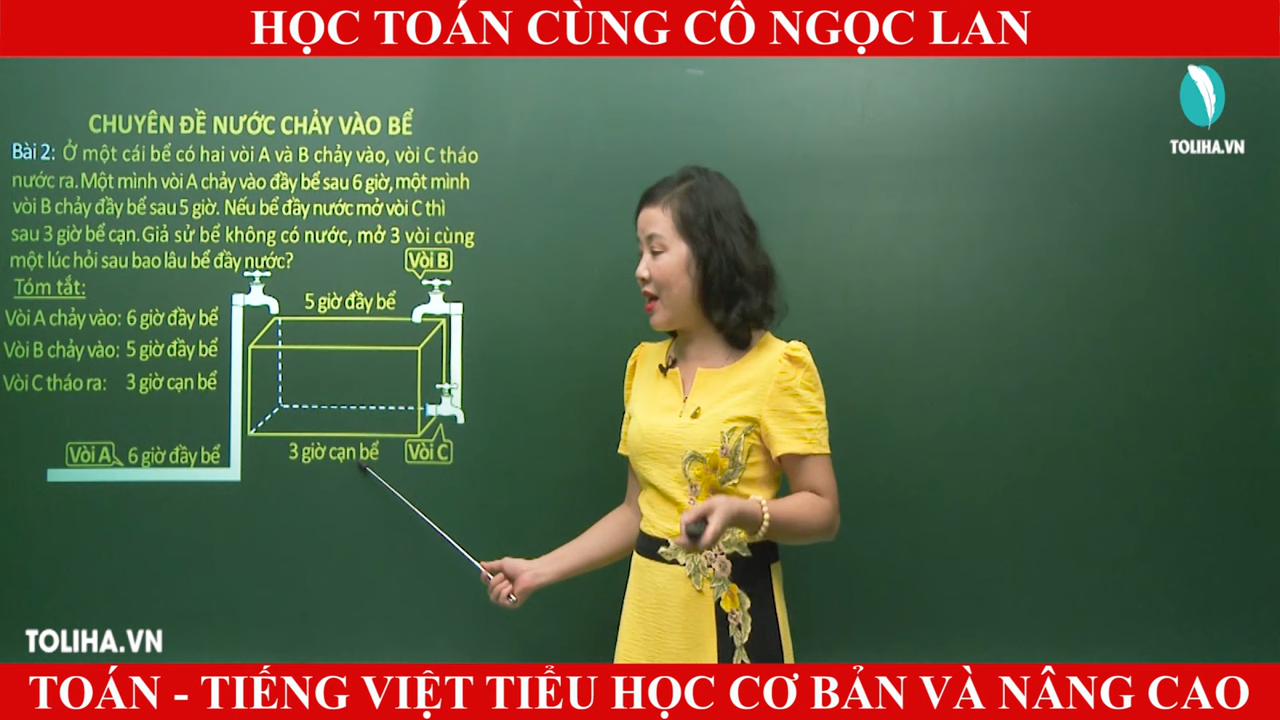 HỌC TOÁN CÙNG CÔ NGỌC LAN
TOLIHA.VN
CHUYÊN ĐỀ NƯỚC CHẢY VÀO BỂ
Bài 2: Ở một cái bể có hai vòi A và B chảy vào, vòi C tháo
nước ra. Một mình vòi A chảy vào đầy bể sau 6 giờ, một mình
vòi B chảy đầy bể sau 5 giờ. Nếu bể đầy nước mở vòi C thì
sau 3 giờ bể cạn. Giả sử bể không có nước, mở 3 vòi cùng
một lúc hỏi sau bao lâu bể đầy nước?
Vòi B
Tóm tắt:
5 giờ đầy bể
Vòi A chảy vào: 6 giờ đầy bể
Vòi B chảy vào: 5 giờ đầy bể
Vòi C tháo ra: 3 giờ cạn bể
Vòi A 6 giờ đầy bể
3 giờ cạn bể
Vòi C
TOLIHA.VN
TOÁN - TIẾNG VIỆT TIỂU HỌC CƠ BẢN VÀ NÂNG CAO